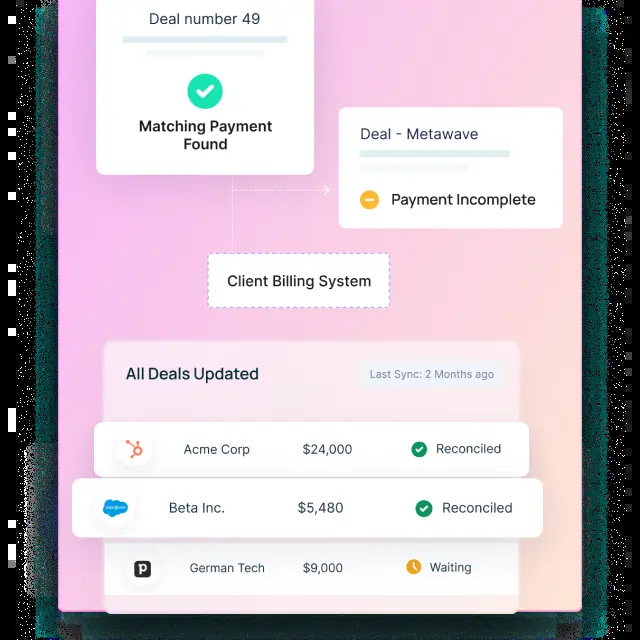 Deal number 49
Matching Payment
Found
Deal - Metawave
Payment Incomplete
Client Billing System
All Deals Updated
Last Sync: 2 Months ago
Acme Corp $24,000 Reconciled
salesforce Beta Inc. $5,480 Reconciled
German Tech $9,000 Waiting